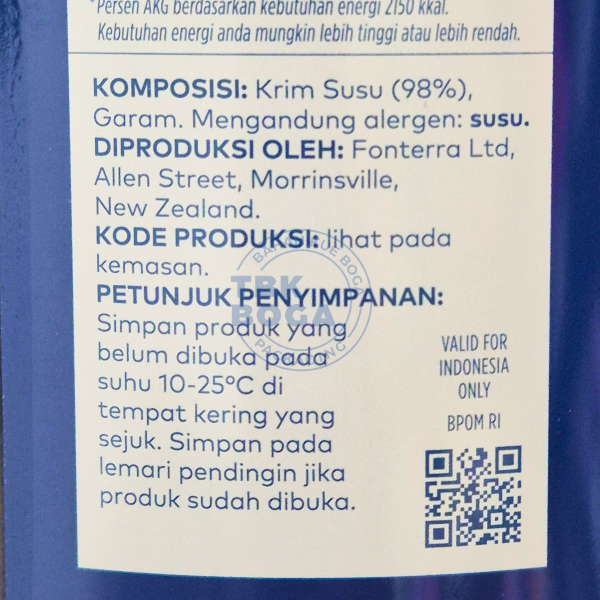 *Persen AKG berdasarkan kebutuhan energi 2150 kkal.
Kebutuhan energi anda mungkin lebih tinggi atau lebih rendah.
KOMPOSISI: Krim Susu (98%),
Garam. Mengandung alergen: susu.
DIPRODUKSI OLEH: Fonterra Ltd,
Allen Street, Morrinsville,
New Zealand.
KODE PRODUKSI: lihat pada
kemasan.
PETUNJUK PENYIMPANAN:
Simpan produk yang
belum dibuka pada
suhu 10-25°C di
tempat kering yang
sejuk. Simpan pada
lemari pendingin jika
produk sudah dibuka.
VALID FOR
INDONESIA
ONLY
BPOM RI
TBK
BOGA